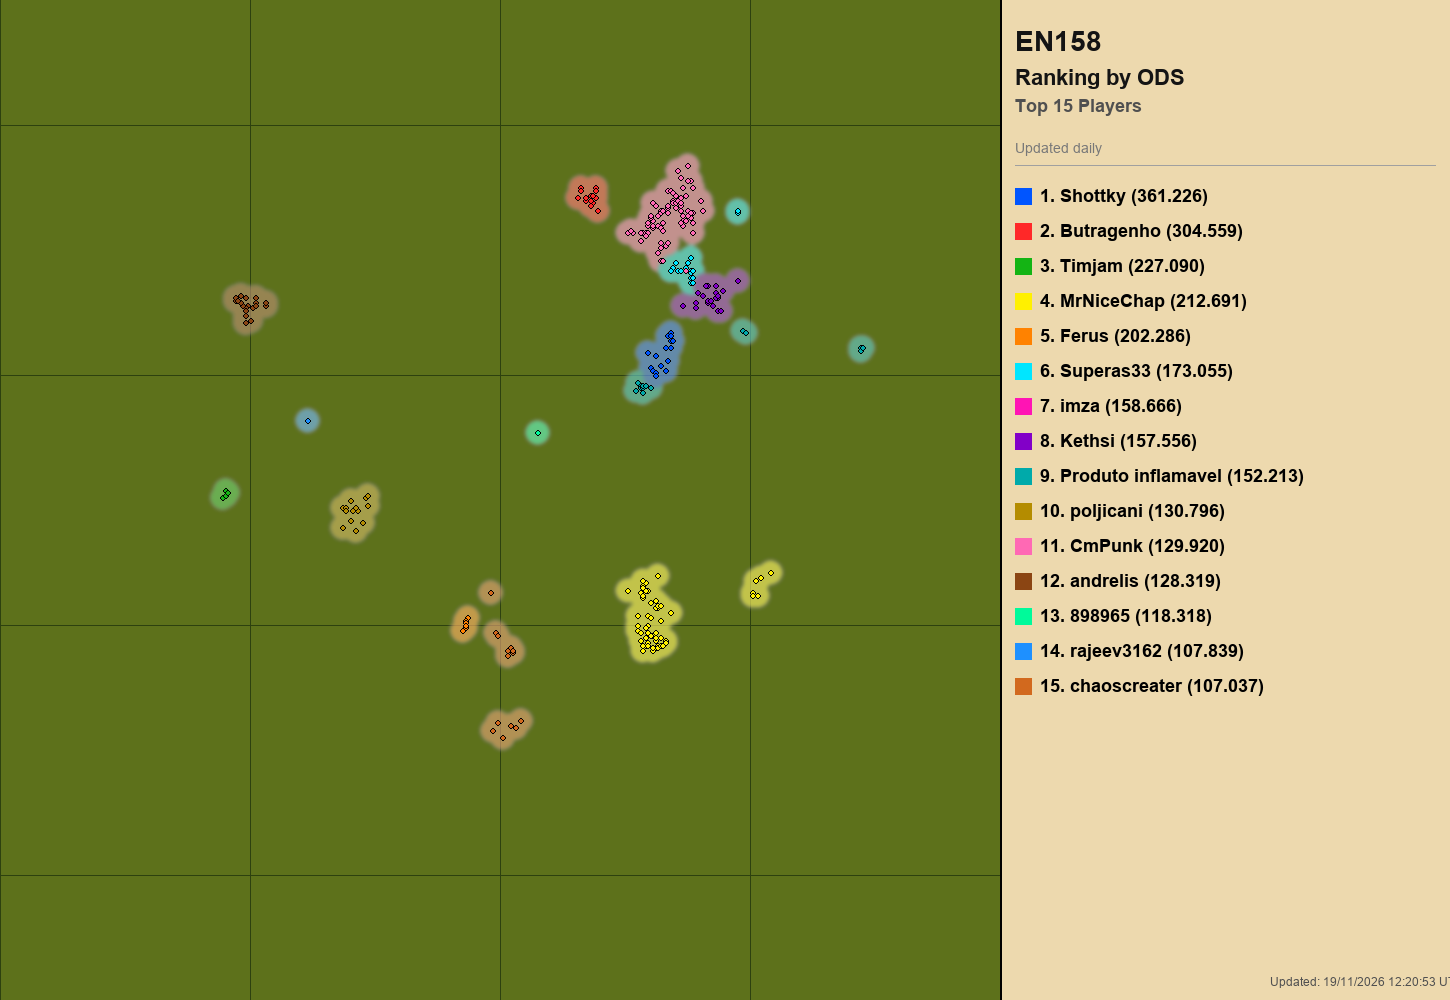 EN158
Ranking by ODS
Top 15 Players
Updated daily
1. Shottky (361.226)
2. Butragenho (304.559)
3. Timjam (227.090)
4. MrNiceChap (212.691)
5. Ferus (202.286)
6. Superas33 (173.055)
7. imza (158.666)
8. Kethsi (157.556)
9. Produto inflamavel (152.213)
10. poljicani (130.796)
11. CmPunk (129.920)
12. andrelis (128.319)
13. 898965 (118.318)
14. rajeev3162 (107.839)
15. chaoscreater (107.037)
Updated: 19/11/2026 12:20:53